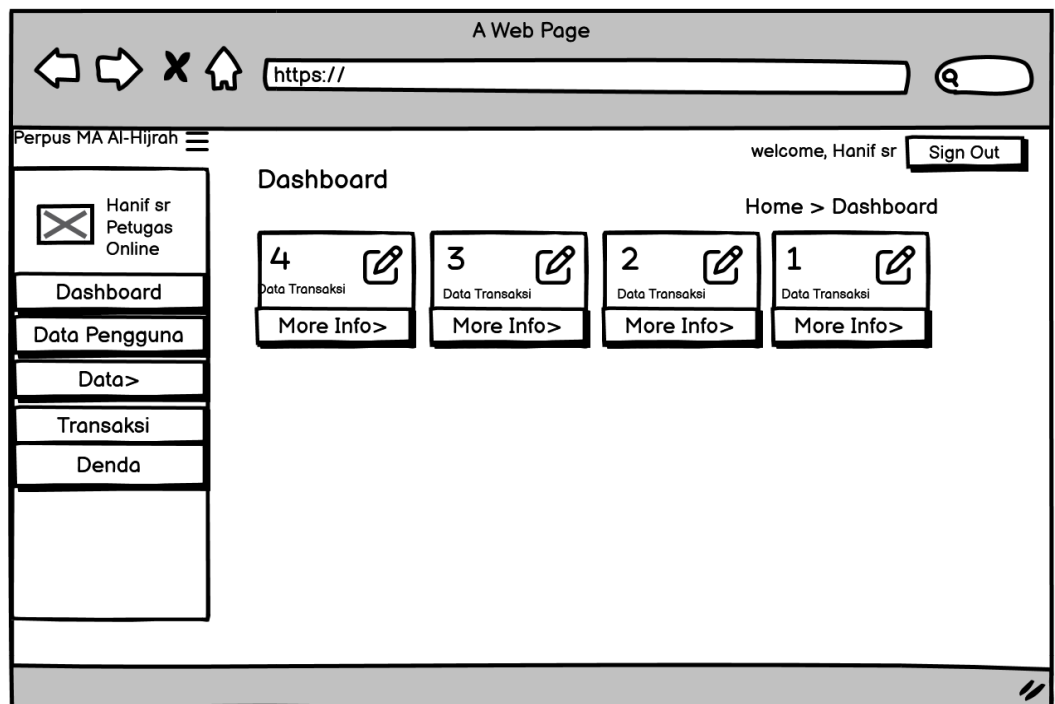 A Web Page
https://
Perpus MA Al-Hijrah
welcome, Hanif sr
Sign Out
Dashboard
Home > Dashboard
Hanif sr
Petugas
Online
Dashboard
Data Pengguna
Data>
Transaksi
Denda
4
Data Transaksi
More Info>
3
Data Transaksi
More Info>
2
Data Transaksi
More Info>
1
Data Transaksi
More Info>